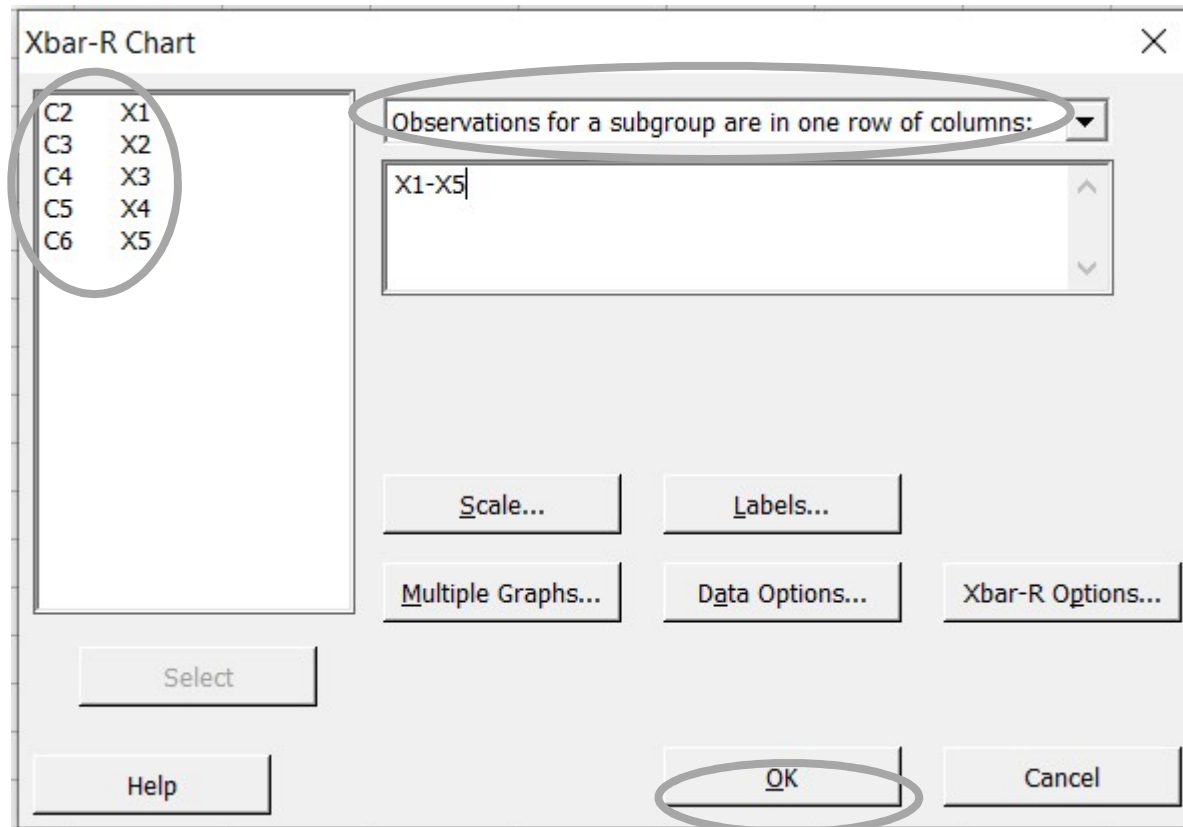 Xbar-R Chart
C2 X1
C3 X2
C4 X3
C5 X4
C6 X5
Observations for a subgroup are in one row of columns:
X1-X5
Scale...
Labels...
Multiple Graphs...
Data Options...
Xbar-R Options...
Select
Help
OK
Cancel